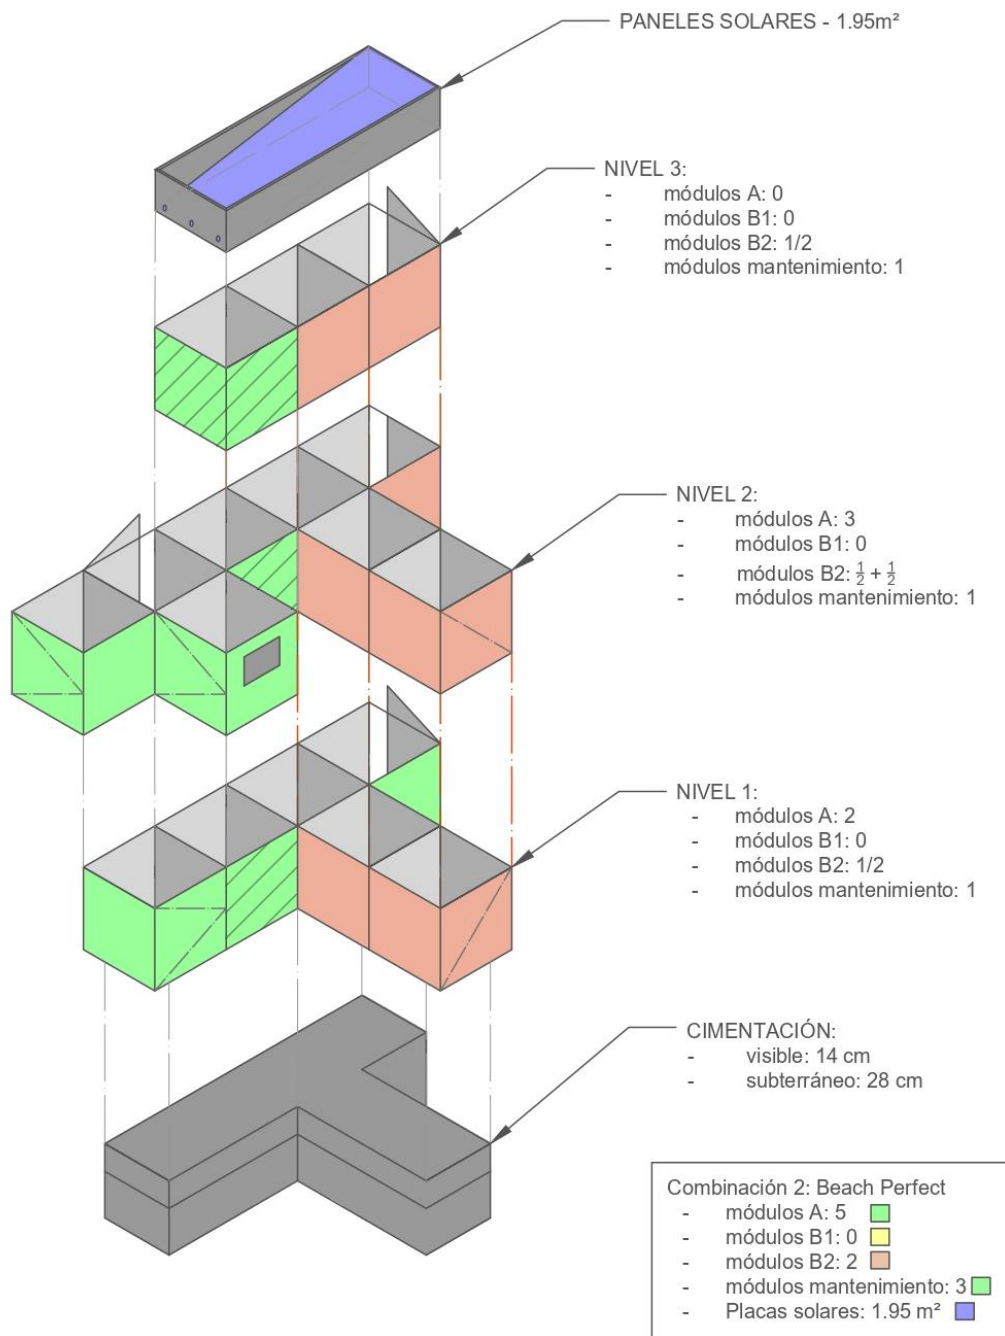 PANELES SOLARES - 1.95m²
NIVEL 3:
- módulos A: 0
- módulos B1: 0
- módulos B2: 1/2
- módulos mantenimiento: 1
NIVEL 2:
- módulos A: 3
- módulos B1: 0
- módulos B2: ½ + ½
- módulos mantenimiento: 1
NIVEL 1:
- módulos A: 2
- módulos B1: 0
- módulos B2: 1/2
- módulos mantenimiento: 1
CIMENTACIÓN:
- visible: 14 cm
- subterráneo: 28 cm
Combinación 2: Beach Perfect
- módulos A: 5
- módulos B1: 0
- módulos B2: 2
- módulos mantenimiento: 3
- Placas solares: 1.95 m²